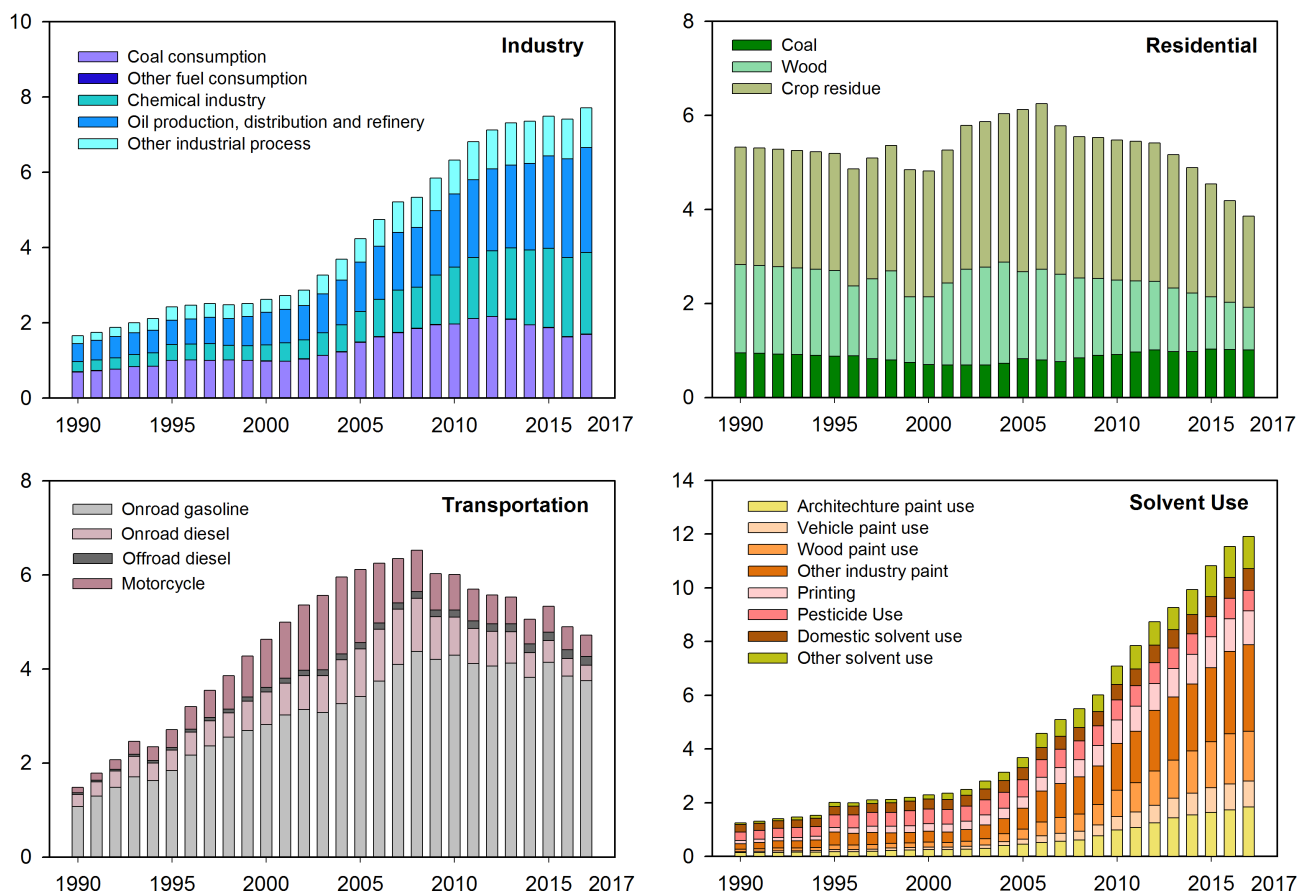 Industry
Coal consumption
Other fuel consumption
Chemical industry
Oil production, distribution and refinery
Other industrial process
10
8
6
4
2
0
1990 1995 2000 2005 2010 2015 2017
Residential
Coal
Wood
Crop residue
8
6
4
2
0
1990 1995 2000 2005 2010 2015 2017
Transportation
Onroad gasoline
Onroad diesel
Offroad diesel
Motorcycle
8
6
4
2
0
1990 1995 2000 2005 2010 2015 2017
Solvent Use
Architechture paint use
Vehicle paint use
Wood paint use
Other industry paint
Printing
Pesticide Use
Domestic solvent use
Other solvent use
14
12
10
8
6
4
2
0
1990 1995 2000 2005 2010 2015 2017